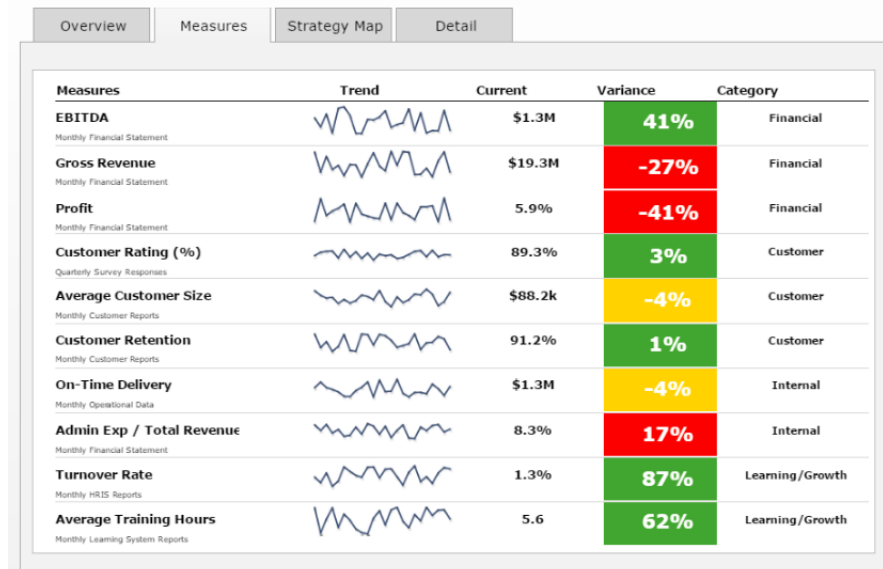 Overview Measures Strategy Map Detail
Measures Trend Current Variance Category
EBITDA $1.3M 41% Financial
Monthly Financial Statement
Gross Revenue $19.3M -27% Financial
Monthly Financial Statement
Profit 5.9% -41% Financial
Monthly Financial Statement
Customer Rating (%) 89.3% 3% Customer
Quarterly Survey Responses
Average Customer Size $88.2k -4% Customer
Monthly Customer Reports
Customer Retention 91.2% 1% Customer
Monthly Customer Reports
On-Time Delivery $1.3M -4% Internal
Monthly Operational Data
Admin Exp / Total Revenue 8.3% 17% Internal
Monthly Financial Statement
Turnover Rate 1.3% 87% Learning/Growth
Monthly HRIS Reports
Average Training Hours 5.6 62% Learning/Growth
Monthly Learning System Reports